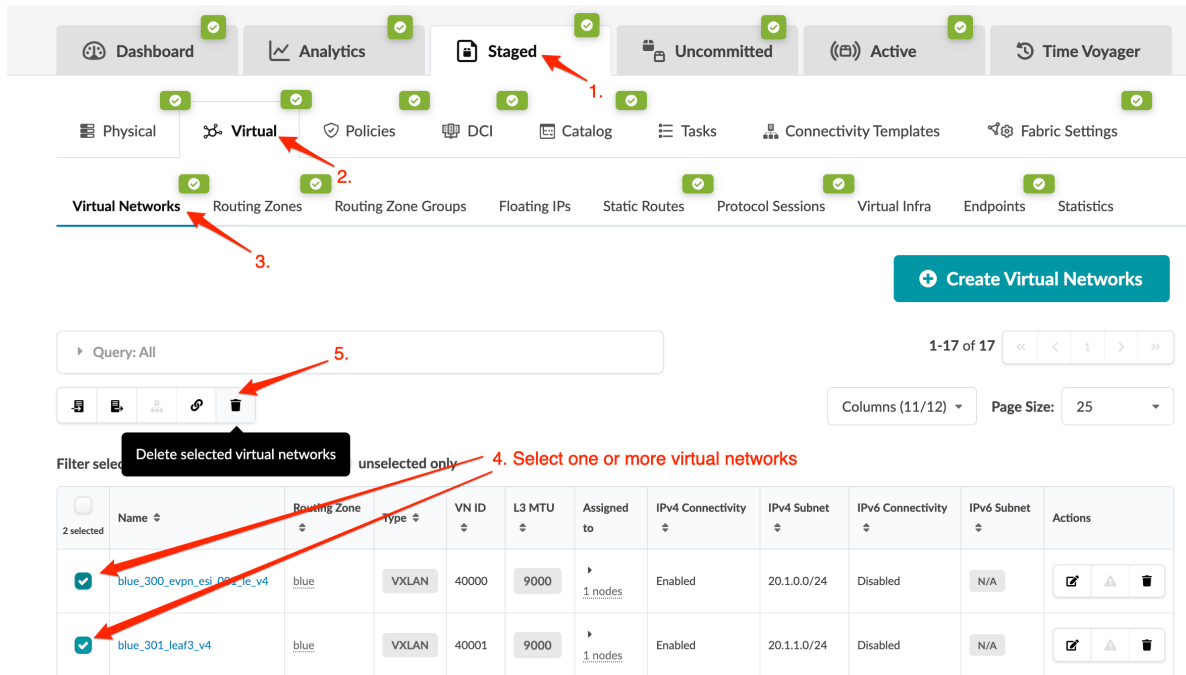 Dashboard Analytics Staged Uncommitted Active Time Voyager
1.
Physical Virtual Policies DCI Catalog Tasks Connectivity Templates Fabric Settings
2.
Virtual Networks Routing Zones Routing Zone Groups Floating IPs Static Routes Protocol Sessions Virtual Infra Endpoints Statistics
3.
Create Virtual Networks
Query: All
5.
1-17 of 17 « < 1 > »
Columns (11/12) Page Size: 25
Delete selected virtual networks
Filter selec unselected only
4. Select one or more virtual networks
2 selected Name Routing Zone Type VN ID L3 MTU Assigned to IPv4 Connectivity IPv4 Subnet IPv6 Connectivity IPv6 Subnet Actions
blue_300_evpn_esi_001_le_v4 blue VXLAN 40000 9000 1 nodes Enabled 20.1.0.0/24 Disabled N/A
blue_301_leaf3_v4 blue VXLAN 40001 9000 1 nodes Enabled 20.1.1.0/24 Disabled N/A